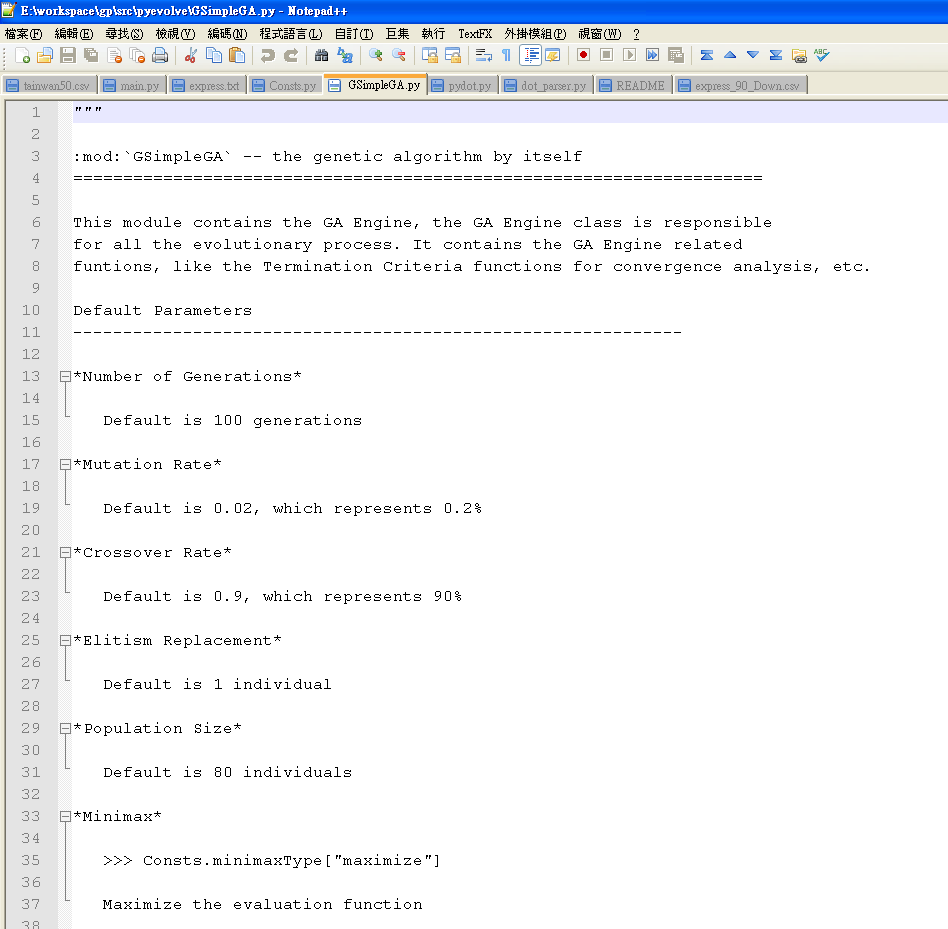 E:\workspace\gp\src\pyevolve\GSimpleGA.py - Notepad++
檔案(F) 編輯(E) 尋找(S) 檢視(V) 編碼(N) 程式語言(L) 自訂(T) 巨集 執行 TextFX 外掛模組(P) 視窗(W) ?
tainwan50.csv main.py express.txt Consts.py GSimpleGA.py pydot.py dot_parser.py README express_90_Down.csv
1 """
2
3 :mod:`GSimpleGA` -- the genetic algorithm by itself
4 =====================================================================
5
6 This module contains the GA Engine, the GA Engine class is responsible
7 for all the evolutionary process. It contains the GA Engine related
8 funtions, like the Termination Criteria functions for convergence analysis, etc.
9
10 Default Parameters
11 -------------------------------------------------------------
12
13 *Number of Generations*
14
15 Default is 100 generations
16
17 *Mutation Rate*
18
19 Default is 0.02, which represents 0.2%
20
21 *Crossover Rate*
22
23 Default is 0.9, which represents 90%
24
25 *Elitism Replacement*
26
27 Default is 1 individual
28
29 *Population Size*
30
31 Default is 80 individuals
32
33 *Minimax*
34
35 >>> Consts.minimaxType["maximize"]
36
37 Maximize the evaluation function
38